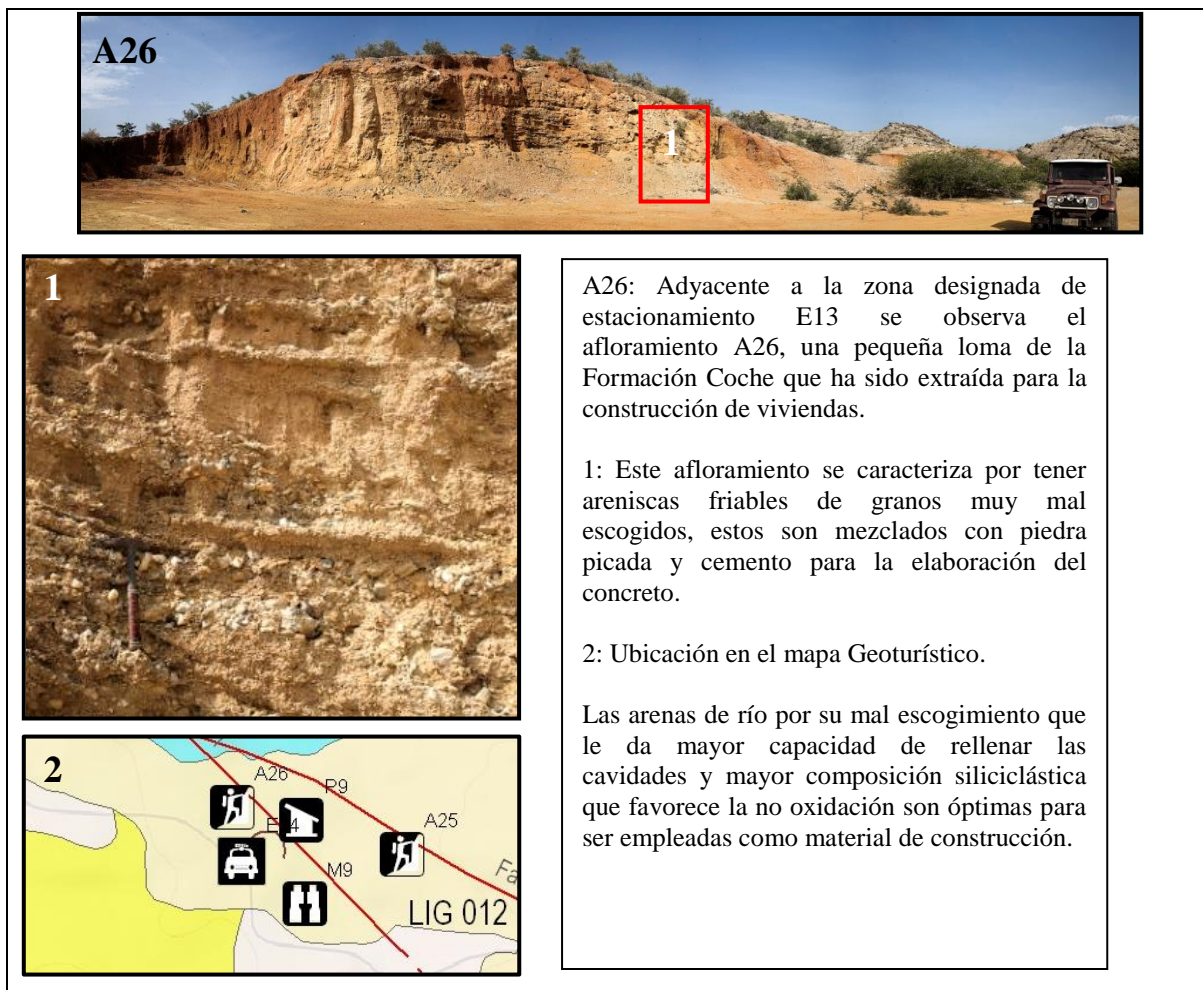 A26
1
1
A26: Adyacente a la zona designada de
estacionamiento E13 se observa el
afloramiento A26, una pequeña loma de la
Formación Coche que ha sido extraída para la
construcción de viviendas.
1: Este afloramiento se caracteriza por tener
areniscas friables de granos muy mal
escogidos, estos son mezclados con piedra
picada y cemento para la elaboración del
concreto.
2: Ubicación en el mapa Geoturístico.
Las arenas de río por su mal escogimiento que
le da mayor capacidad de rellenar las
cavidades y mayor composición siliciclástica
que favorece la no oxidación son óptimas para
ser empleadas como material de construcción.
2
A26
P9
A25
M9
Fa
LIG 012